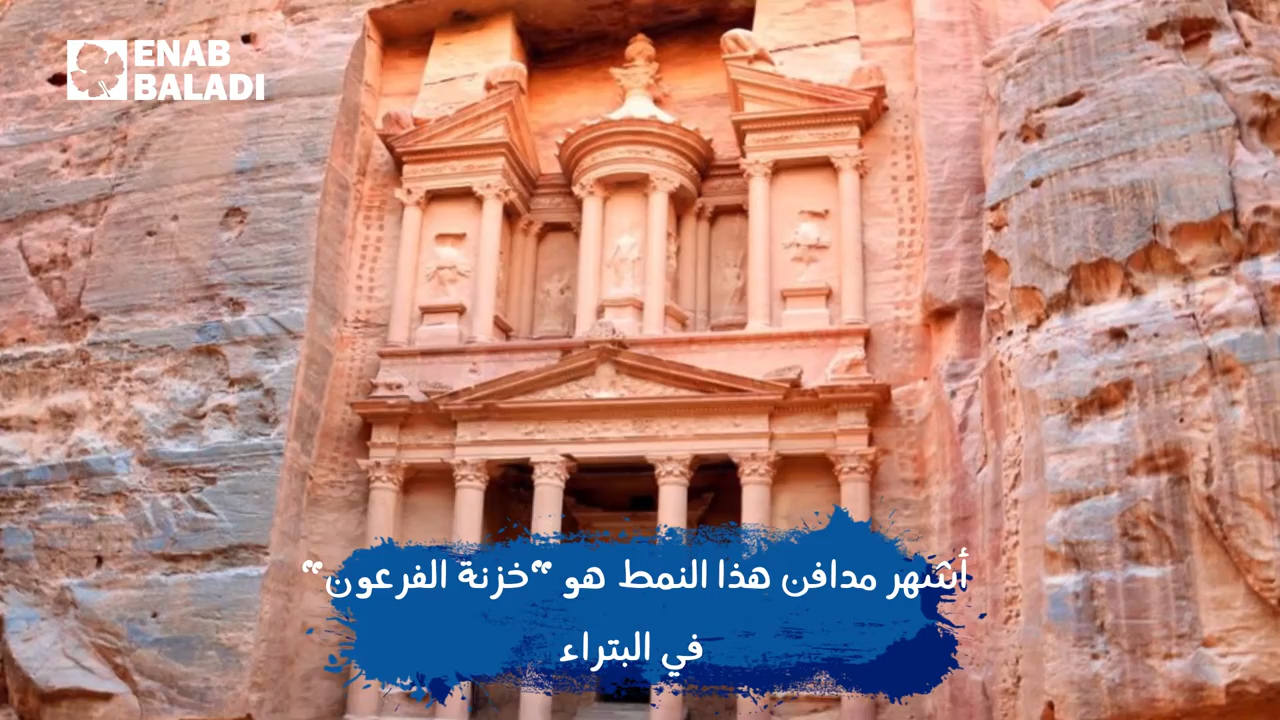 ENAB
BALADI
أشهر مدافن هذا النمط هو “خزنة الفرعون”
في البتراء